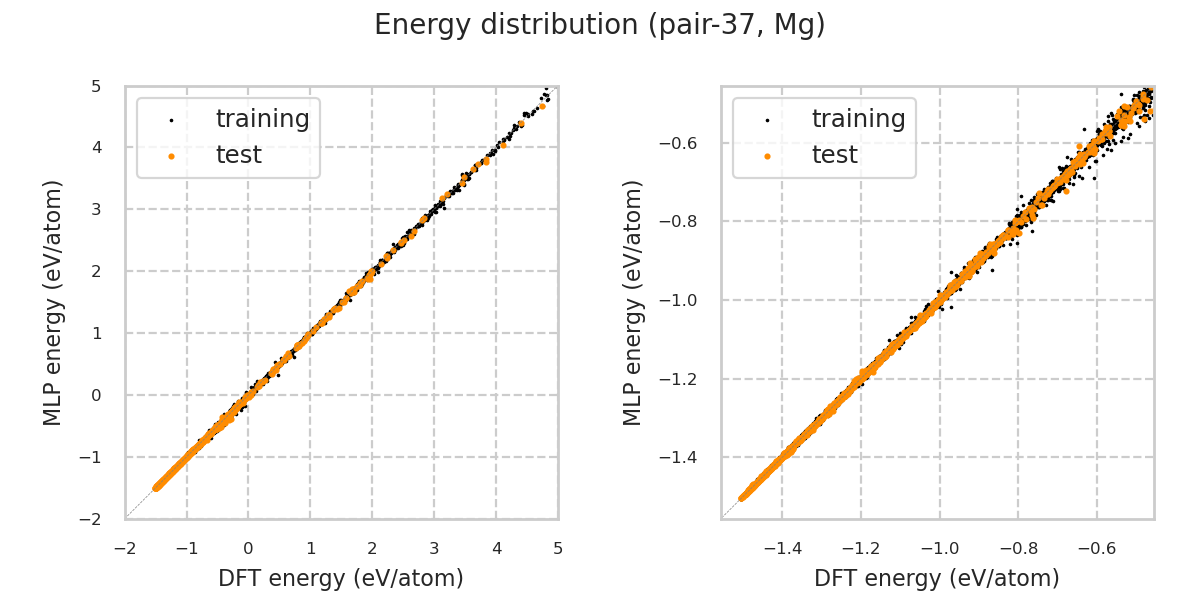 Energy distribution (pair-37, Mg)
training
test
5
4
3
2
1
0
−1
−2
MLP energy (eV/atom)
−2
−1
0
1
2
3
4
5
DFT energy (eV/atom)
training
test
−0.6
−0.8
−1.0
−1.2
−1.4
MLP energy (eV/atom)
−1.4
−1.2
−1.0
−0.8
−0.6
DFT energy (eV/atom)